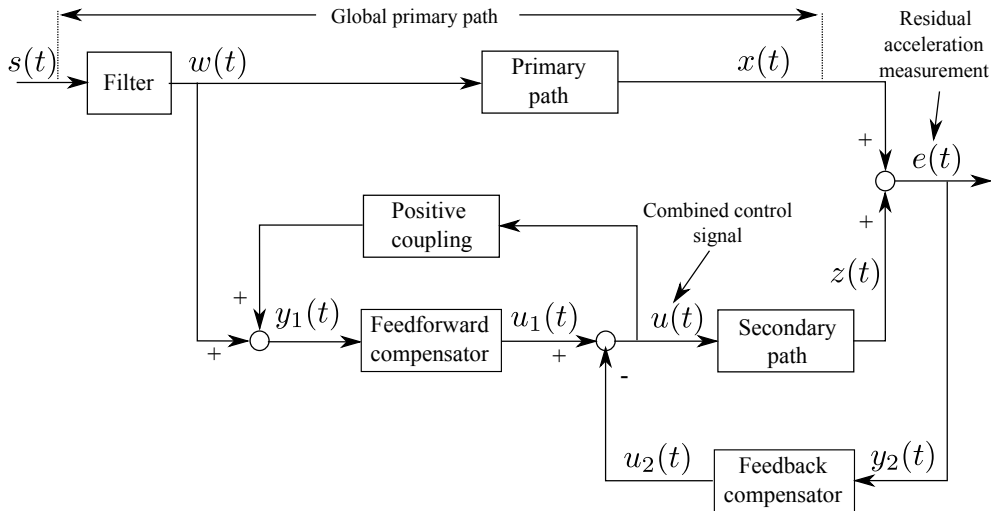 Global primary path
Residual
acceleration
measurement
s(t)
Filter
w(t)
Primary
path
x(t)
+
e(t)
+
z(t)
Positive
coupling
Combined control
signal
+
y₁(t)
+
Feedforward
compensator
u₁(t)
+
u(t)
Secondary
path
-
u₂(t)
Feedback
compensator
y₂(t)